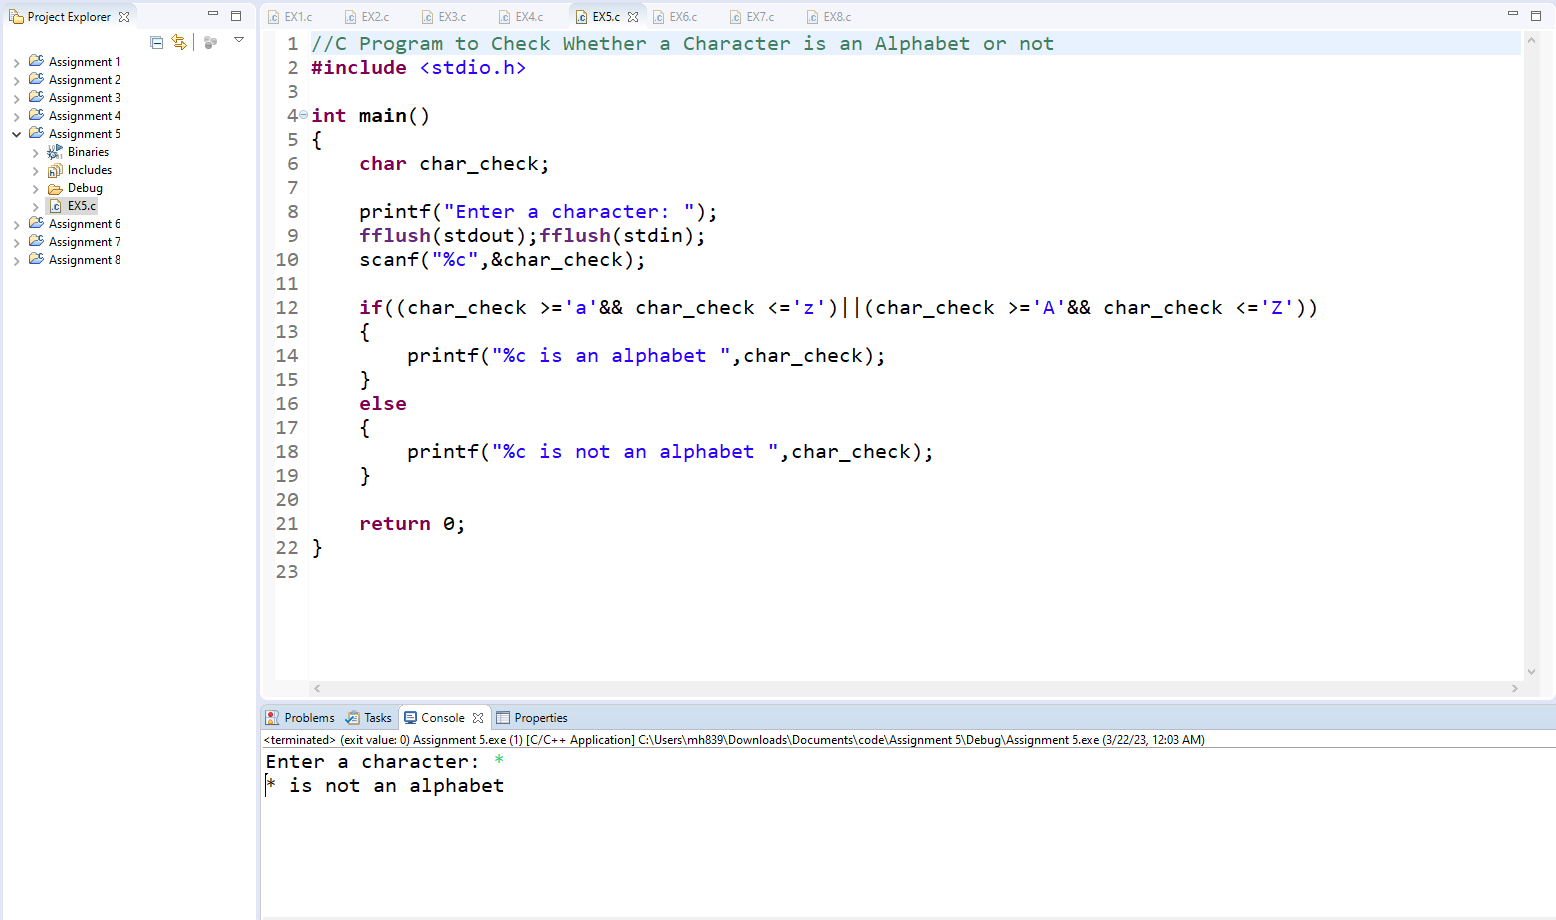 Project Explorer
Assignment 1
Assignment 2
Assignment 3
Assignment 4
Assignment 5
Binaries
Includes
Debug
EX5.c
Assignment 6
Assignment 7
Assignment 8
EX1.c EX2.c EX3.c EX4.c EX5.c EX6.c EX7.c EX8.c
1 //C Program to Check Whether a Character is an Alphabet or not
2 #include <stdio.h>
3
4 int main()
5 {
6     char char_check;
7
8     printf("Enter a character: ");
9     fflush(stdout);fflush(stdin);
10     scanf("%c",&char_check);
11
12     if((char_check >='a'&& char_check <='z')||(char_check >='A'&& char_check <='Z'))
13     {
14         printf("%c is an alphabet ",char_check);
15     }
16     else
17     {
18         printf("%c is not an alphabet ",char_check);
19     }
20
21     return 0;
22 }
23
Problems Tasks Console Properties
<terminated> (exit value: 0) Assignment 5.exe (1) [C/C++ Application] C:\Users\mh839\Downloads\Documents\code\Assignment 5\Debug\Assignment 5.exe (3/22/23, 12:03 AM)
Enter a character: *
* is not an alphabet